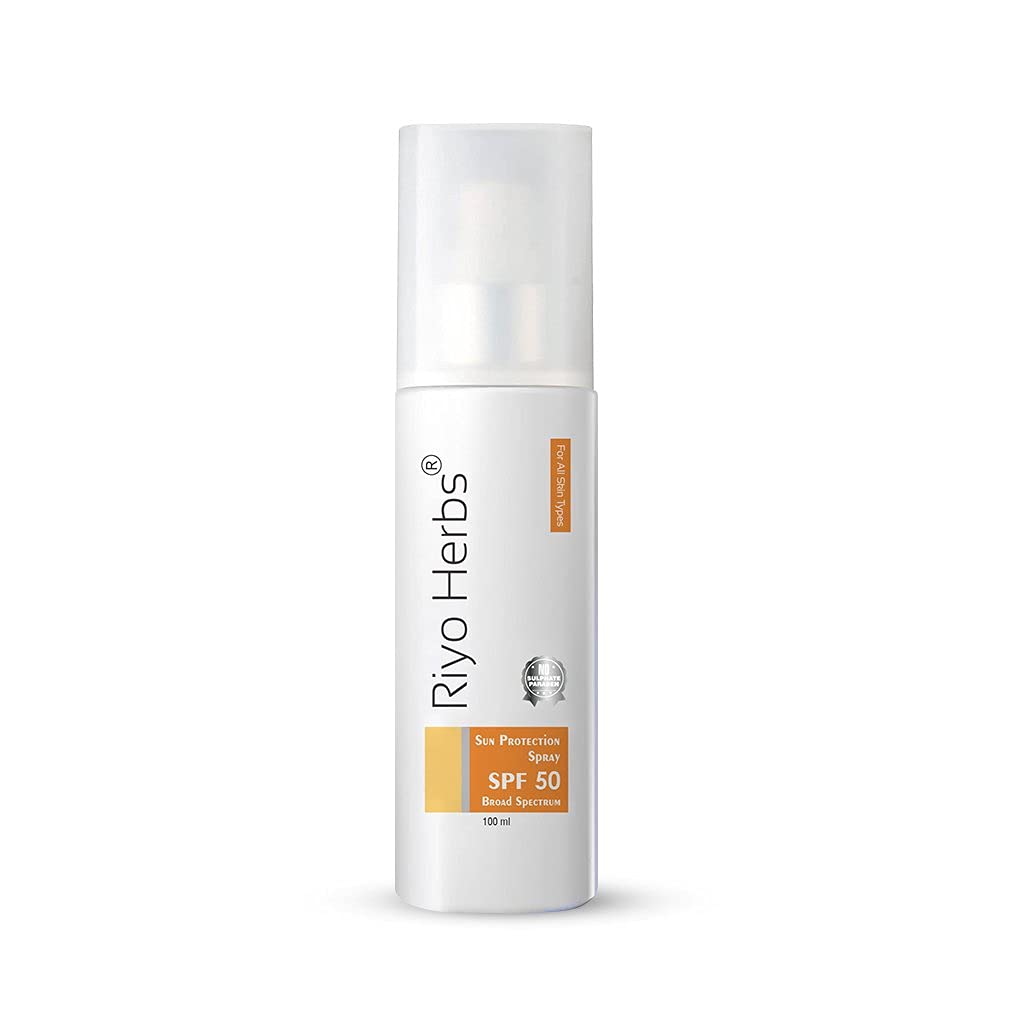 Riyo Herbs®
For All Skin Types
NO
SULPHATE
PARABEN
Sun Protection
Spray
SPF 50
Broad Spectrum
100 ml